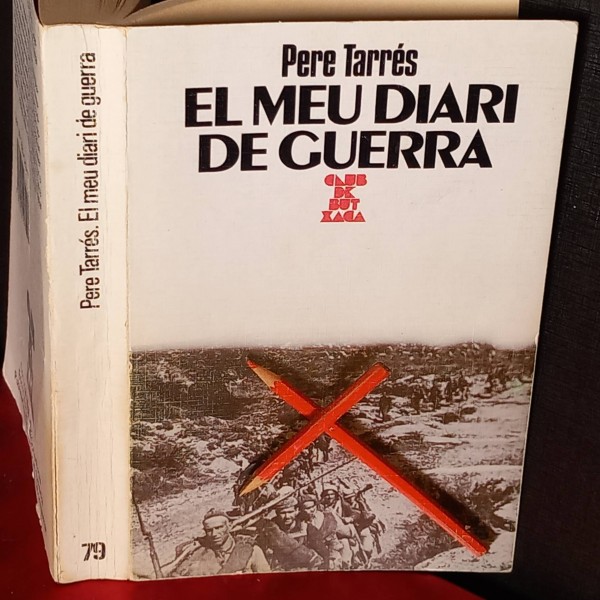 Pere Tarrés
EL MEU DIARI
DE GUERRA
CLUB
DE
BUT
XACA
Pere Tarrés. El meu diari de guerra
79